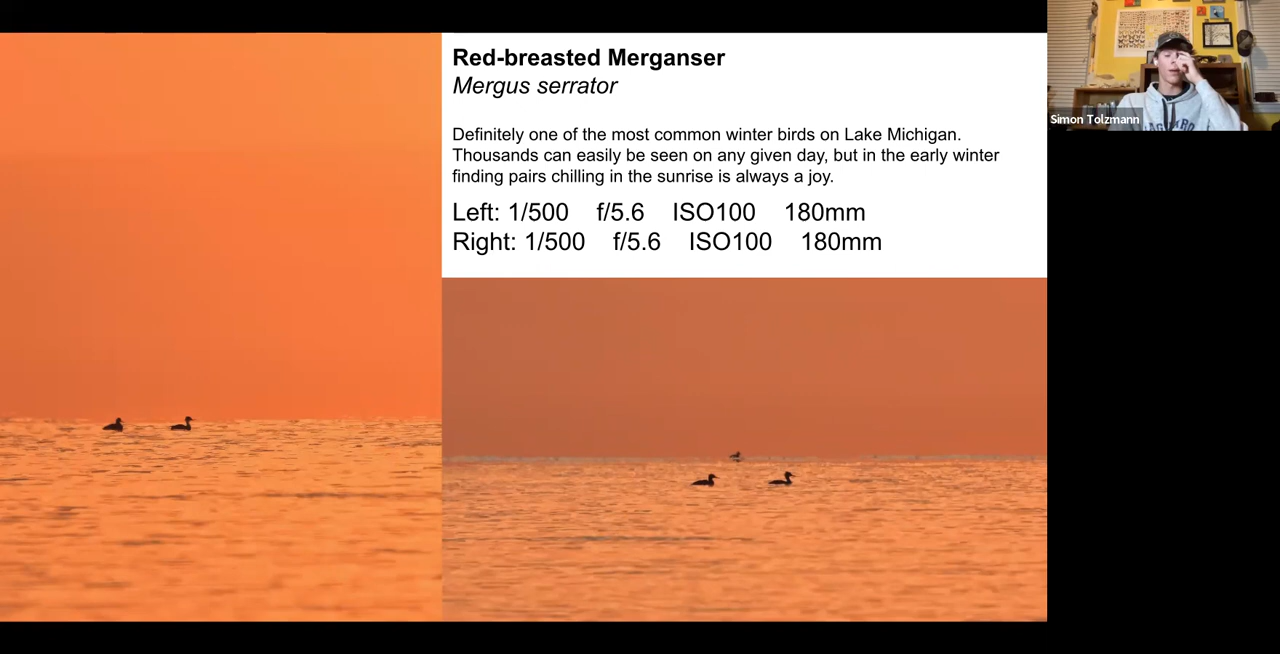 Red-breasted Merganser
Mergus serrator
Definitely one of the most common winter birds on Lake Michigan.
Thousands can easily be seen on any given day, but in the early winter
finding pairs chilling in the sunrise is always a joy.
Left: 1/500 f/5.6 ISO100 180mm
Right: 1/500 f/5.6 ISO100 180mm
Simon Tolzmann